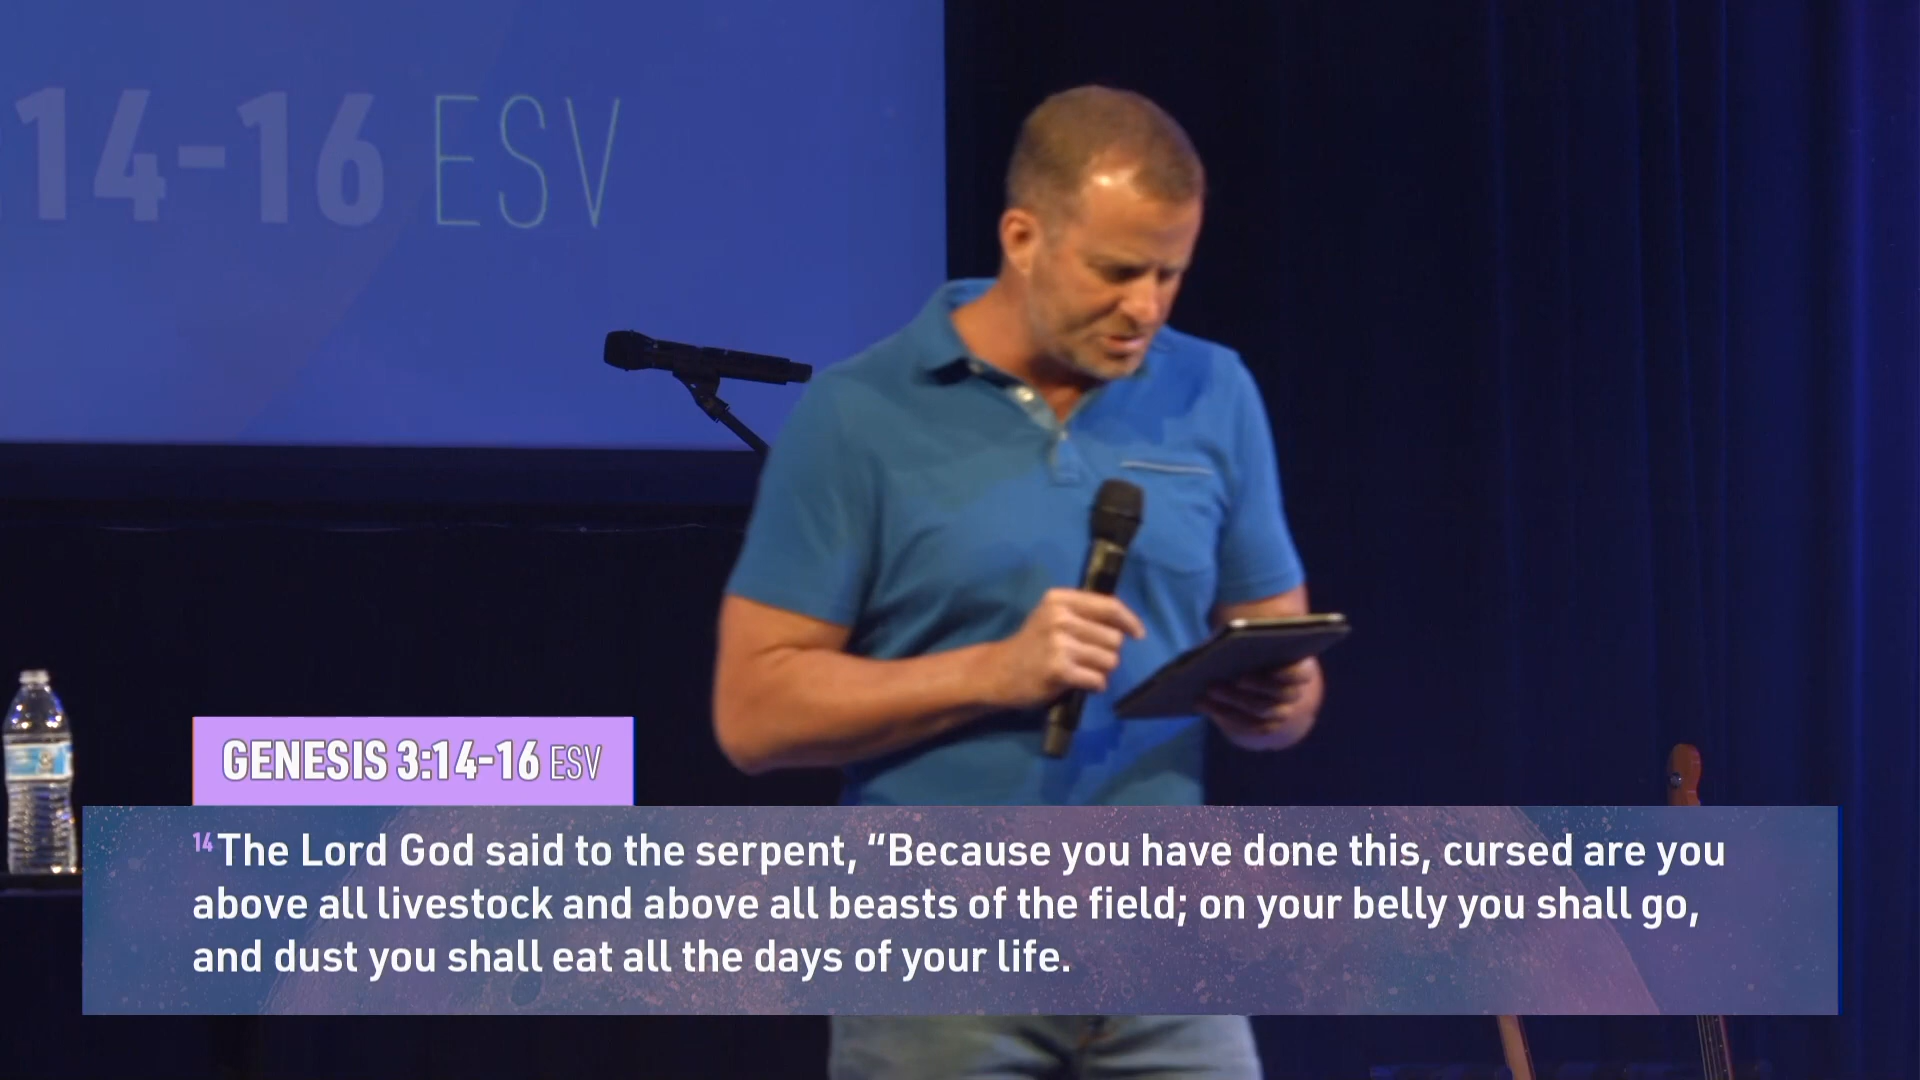 :14-16 ESV
GENESIS 3:14-16 ESV
14 The Lord God said to the serpent, “Because you have done this, cursed are you
above all livestock and above all beasts of the field; on your belly you shall go,
and dust you shall eat all the days of your life.